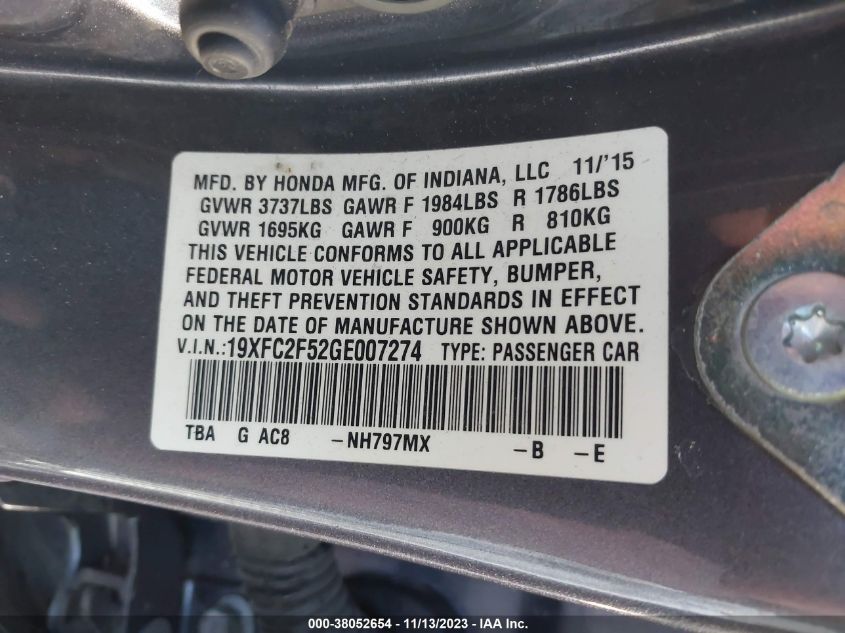 MFD. BY HONDA MFG. OF INDIANA, LLC 11/'15
GVWR 3737LBS GAWR F 1984LBS R 1786LBS
GVWR 1695KG GAWR F 900KG R 810KG
THIS VEHICLE CONFORMS TO ALL APPLICABLE
FEDERAL MOTOR VEHICLE SAFETY, BUMPER,
AND THEFT PREVENTION STANDARDS IN EFFECT
ON THE DATE OF MANUFACTURE SHOWN ABOVE.
V.I.N.:19XFC2F52GE007274 TYPE: PASSENGER CAR
TBA G AC8 –NH797MX –B –E
000-38052654 - 11/13/2023 - ©IAA, Inc.